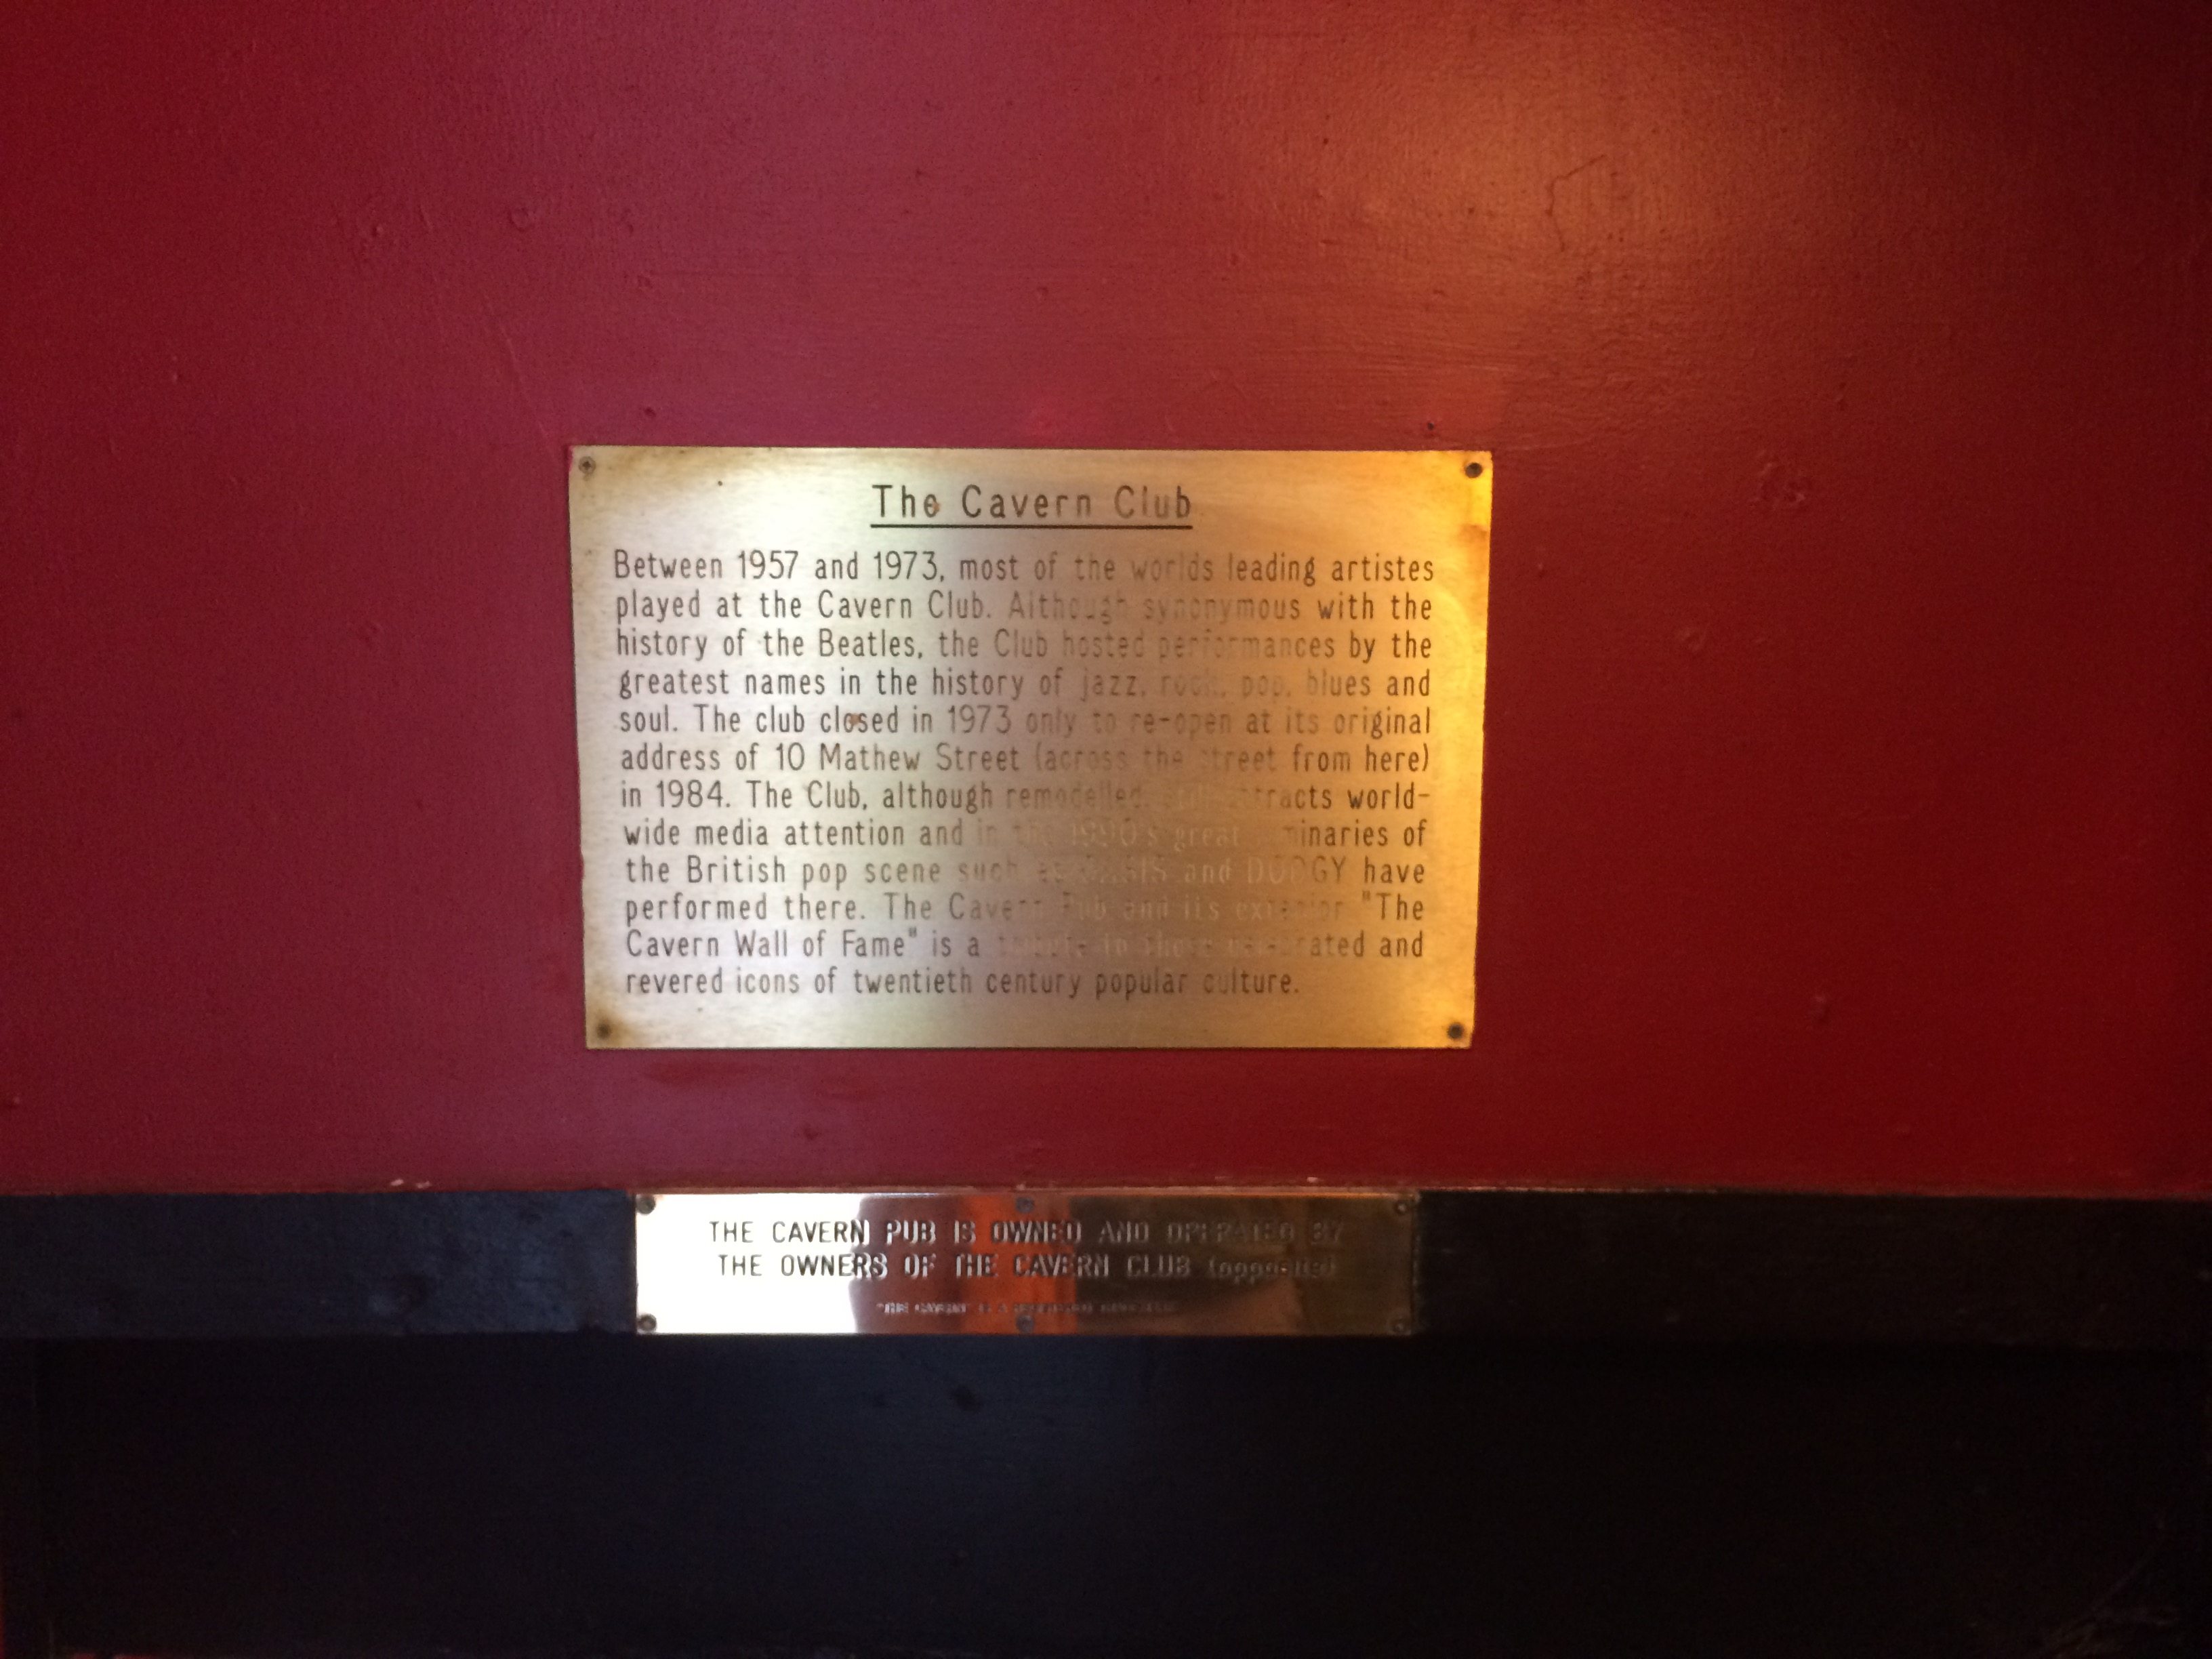 The Cavern Club
Between 1957 and 1973, most of the worlds leading artistes
played at the Cavern Club. Although synonymous with the
history of the Beatles, the Club hosted performances by the
greatest names in the history of jazz, rock, pop, blues and
soul. The club closed in 1973 only to re-open at its original
address of 10 Mathew Street (across the street from here)
in 1984. The Club, although remodelled, attracts world-
wide media attention and in the 1990's great luminaries of
the British pop scene such as OASIS and DODGY have
performed there. The Cavern Pub and its exterior "The
Cavern Wall of Fame" is a tribute to these celebrated and
revered icons of twentieth century popular culture.
THE CAVERN PUB IS OWNED AND OPERATED BY
THE OWNERS OF THE CAVERN CLUB (opposite)